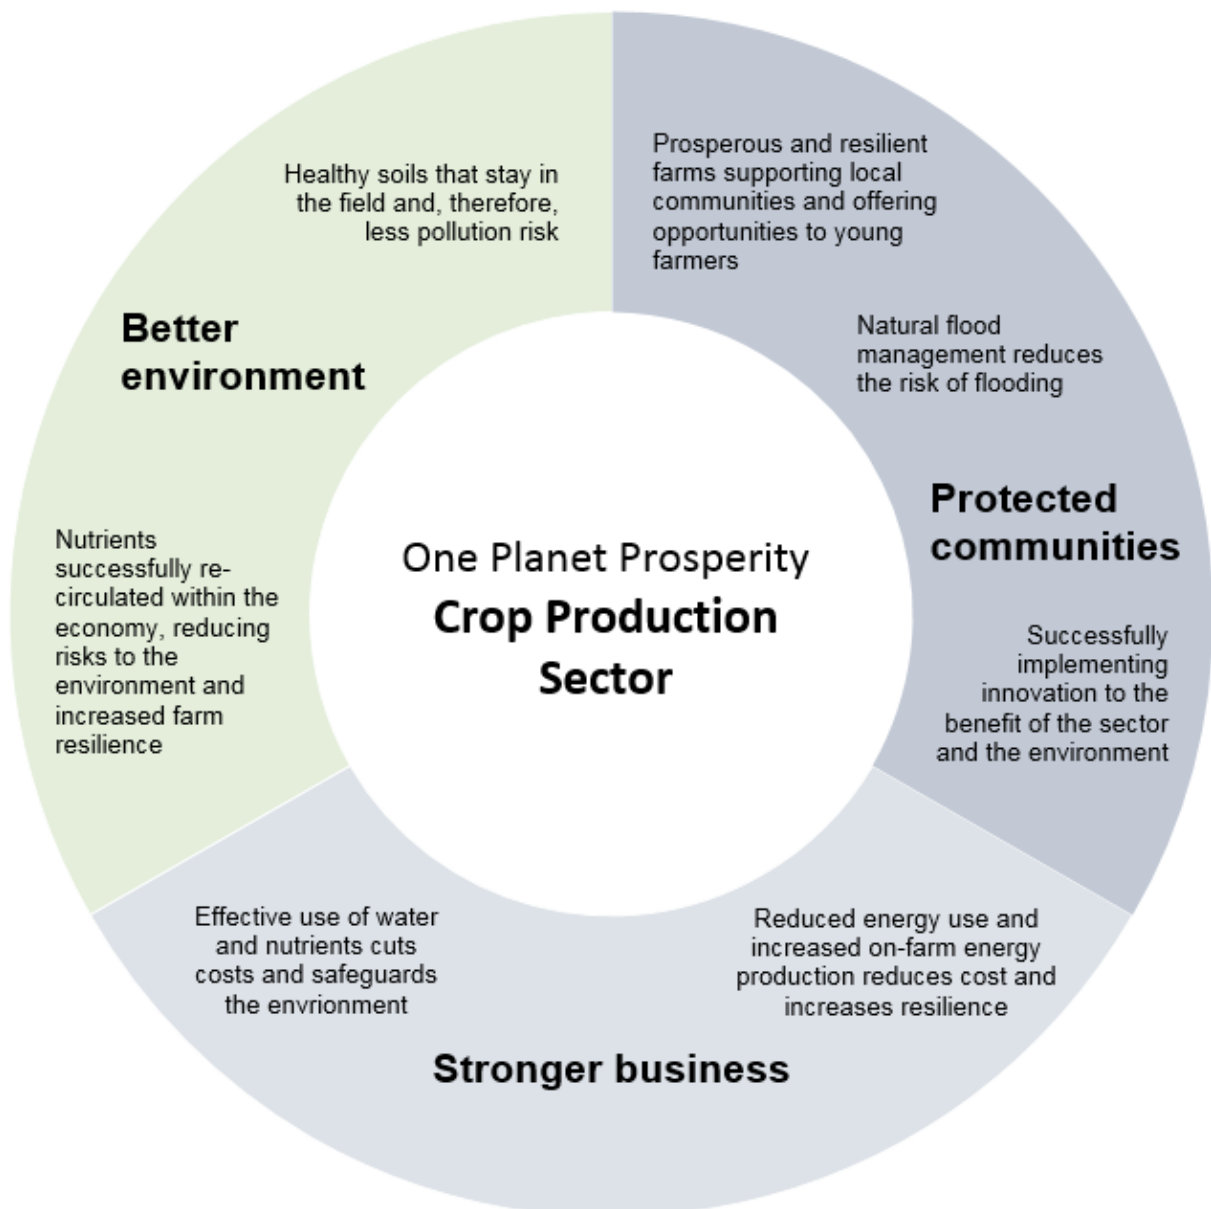 Healthy soils that stay in
the field and, therefore,
less pollution risk
Better
environment
Nutrients
successfully re-
circulated within the
economy, reducing
risks to the
environment and
increased farm
resilience
Prosperous and resilient
farms supporting local
communities and offering
opportunities to young
farmers
Natural flood
management reduces
the risk of flooding
Protected
communities
Successfully
implementing
innovation to the
benefit of the sector
and the environment
One Planet Prosperity
Crop Production
Sector
Effective use of water
and nutrients cuts
costs and safeguards
the envrionment
Reduced energy use and
increased on-farm energy
production reduces cost and
increases resilience
Stronger business